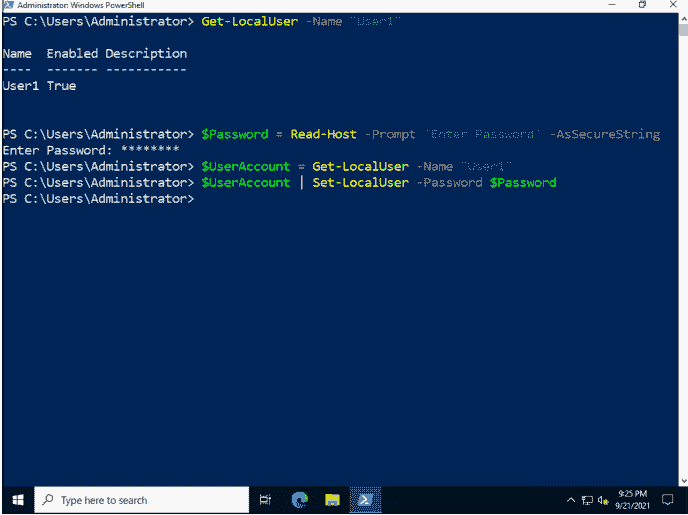 Administrator: Windows PowerShell
PS C:\Users\Administrator> Get-LocalUser -Name "User1"
Name Enabled Description
---- ------- -----------
User1 True
PS C:\Users\Administrator> $Password = Read-Host -Prompt 'Enter Password' -AsSecureString
Enter Password: ********
PS C:\Users\Administrator> $UserAccount = Get-LocalUser -Name "User1"
PS C:\Users\Administrator> $UserAccount | Set-LocalUser -Password $Password
PS C:\Users\Administrator>
Type here to search
9:25 PM
9/21/2021